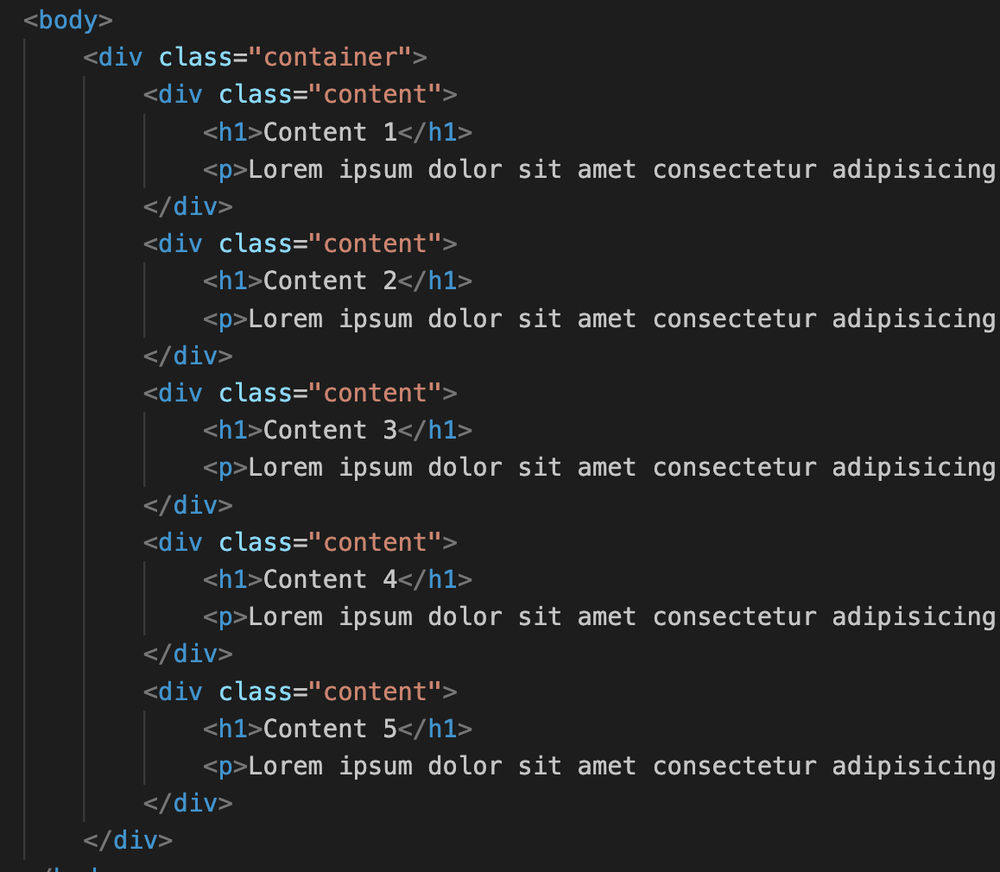 <body>
<div class="container">
<div class="content">
<h1>Content 1</h1>
<p>Lorem ipsum dolor sit amet consectetur adipisicing
</div>
<div class="content">
<h1>Content 2</h1>
<p>Lorem ipsum dolor sit amet consectetur adipisicing
</div>
<div class="content">
<h1>Content 3</h1>
<p>Lorem ipsum dolor sit amet consectetur adipisicing
</div>
<div class="content">
<h1>Content 4</h1>
<p>Lorem ipsum dolor sit amet consectetur adipisicing
</div>
<div class="content">
<h1>Content 5</h1>
<p>Lorem ipsum dolor sit amet consectetur adipisicing
</div>
</div>